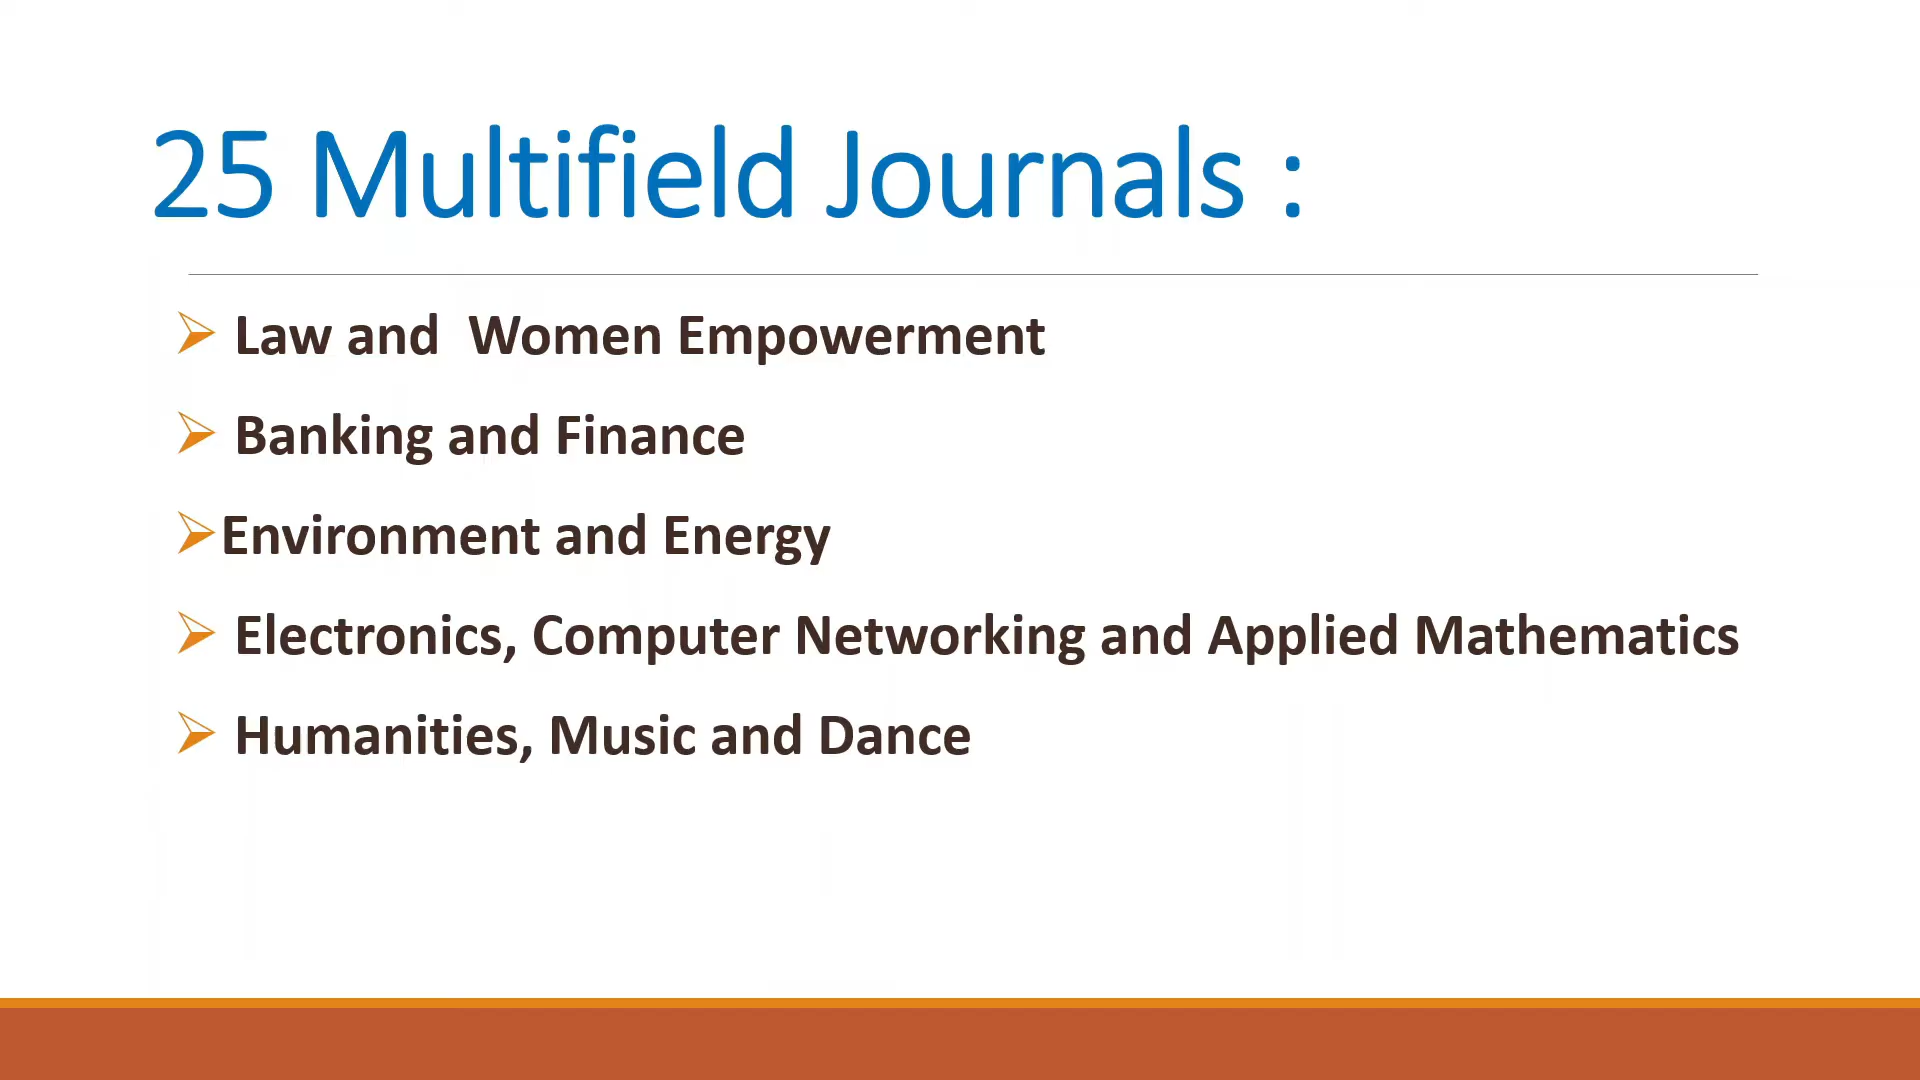 25 Multifield Journals :
Law and  Women Empowerment
Banking and Finance
Environment and Energy
Electronics, Computer Networking and Applied Mathematics
Humanities, Music and Dance